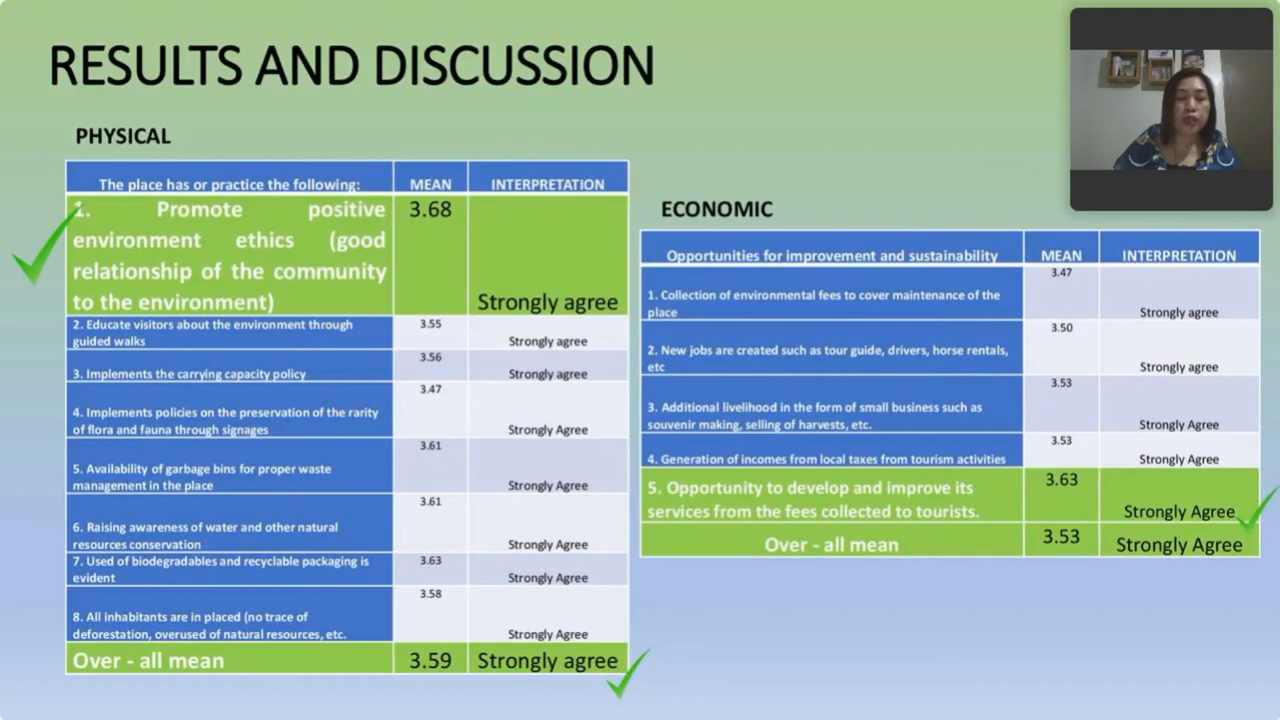 RESULTS AND DISCUSSION
PHYSICAL
The place has or practice the following: MEAN INTERPRETATION
1. Promote positive
environment ethics (good
relationship of the community
to the environment) 3.68 Strongly agree
2. Educate visitors about the environment through
guided walks 3.55 Strongly agree
3. Implements the carrying capacity policy 3.56 Strongly agree
4. Implements policies on the preservation of the rarity
of flora and fauna through signages 3.47 Strongly Agree
5. Availability of garbage bins for proper waste
management in the place 3.61 Strongly Agree
6. Raising awareness of water and other natural
resources conservation 3.61 Strongly Agree
7. Used of biodegradables and recyclable packaging is
evident 3.63 Strongly Agree
8. All inhabitants are in placed (no trace of
deforestation, overused of natural resources, etc. 3.58 Strongly Agree
Over - all mean 3.59 Strongly agree
ECONOMIC
Opportunities for improvement and sustainability MEAN INTERPRETATION
1. Collection of environmental fees to cover maintenance of the
place 3.47 Strongly agree
2. New jobs are created such as tour guide, drivers, horse rentals,
etc 3.50 Strongly agree
3. Additional livelihood in the form of small business such as
souvenir making, selling of harvests, etc. 3.53 Strongly Agree
4. Generation of incomes from local taxes from tourism activities 3.53 Strongly Agree
5. Opportunity to develop and improve its
services from the fees collected to tourists. 3.63 Strongly Agree
Over - all mean 3.53 Strongly Agree